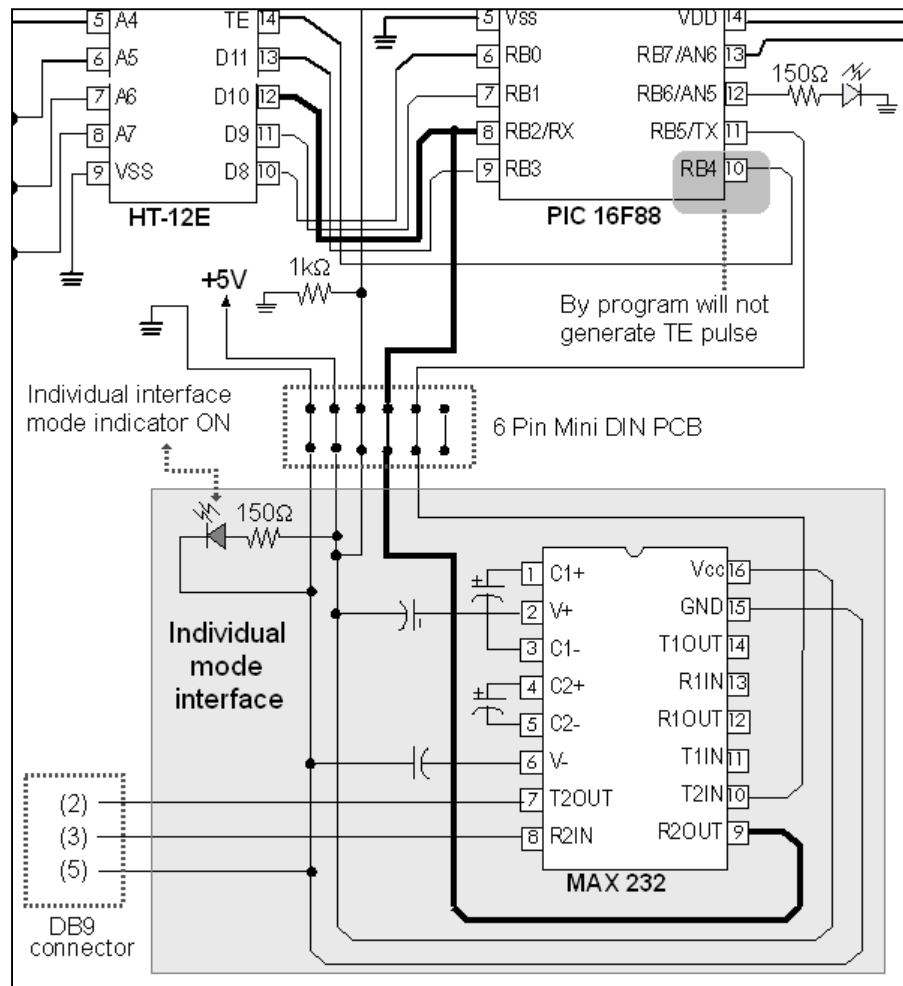 5 A4
TE 14
6 A5
D11 13
7 A6
D10 12
8 A7
D9 11
9 VSS
D8 10
HT-12E
5 Vss
VDD 14
6 RB0
RB7/AN6 13
7 RB1
RB6/AN5 12
8 RB2/RX
RB5/TX 11
9 RB3
RB4 10
PIC 16F88
150Ω
+5V
1kΩ
By program will not
generate TE pulse
Individual interface
mode indicator ON
6 Pin Mini DIN PCB
150Ω
Individual
mode
interface
1 C1+
Vcc 16
2 V+
GND 15
3 C1-
T1OUT 14
4 C2+
R1IN 13
5 C2-
R1OUT 12
6 V-
T1IN 11
7 T2OUT
T2IN 10
8 R2IN
R2OUT 9
MAX 232
(2)
(3)
(5)
DB9
connector